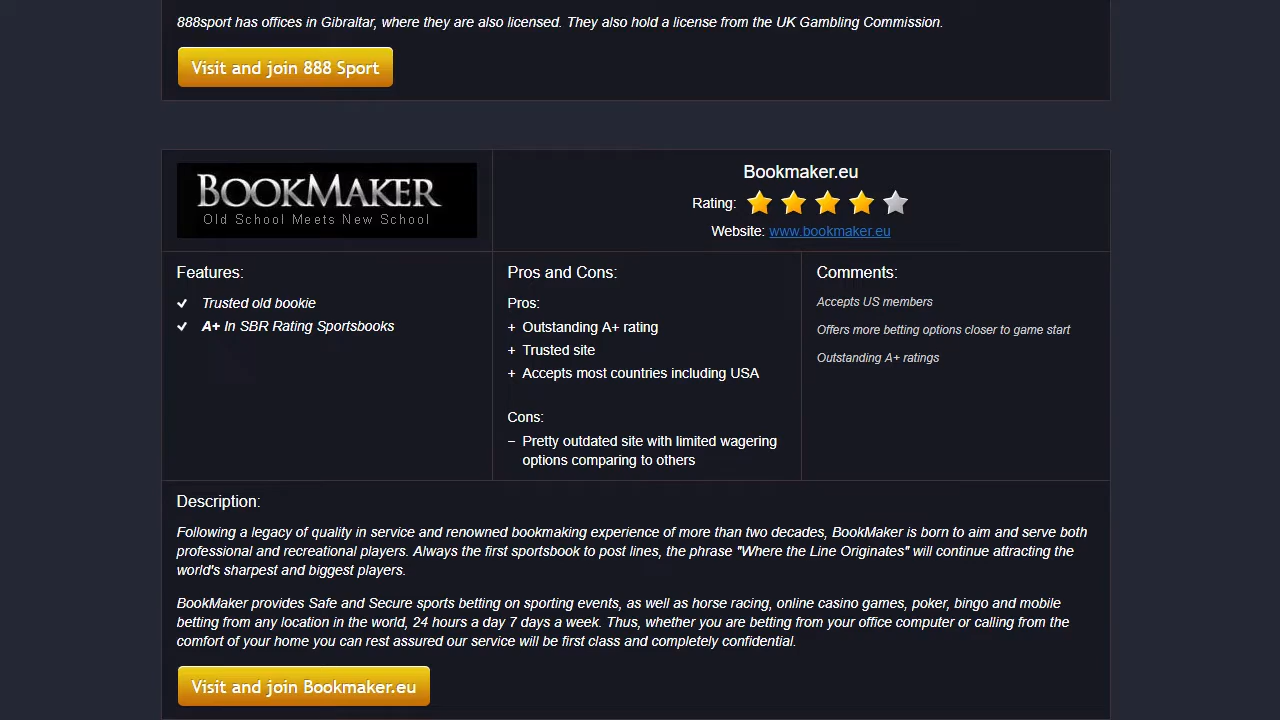 888sport has offices in Gibraltar, where they are also licensed. They also hold a license from the UK Gambling Commission.
Visit and join 888 Sport
BOOKMAKER
Old School Meets New School
Bookmaker.eu
Rating:
Website: www.bookmaker.eu
Features:
Trusted old bookie
A+ In SBR Rating Sportsbooks
Pros and Cons:
Pros:
+ Outstanding A+ rating
+ Trusted site
+ Accepts most countries including USA
Cons:
– Pretty outdated site with limited wagering
options comparing to others
Comments:
Accepts US members
Offers more betting options closer to game start
Outstanding A+ ratings
Description:
Following a legacy of quality in service and renowned bookmaking experience of more than two decades, BookMaker is born to aim and serve both
professional and recreational players. Always the first sportsbook to post lines, the phrase "Where the Line Originates" will continue attracting the
world's sharpest and biggest players.
BookMaker provides Safe and Secure sports betting on sporting events, as well as horse racing, online casino games, poker, bingo and mobile
betting from any location in the world, 24 hours a day 7 days a week. Thus, whether you are betting from your office computer or calling from the
comfort of your home you can rest assured our service will be first class and completely confidential.
Visit and join Bookmaker.eu